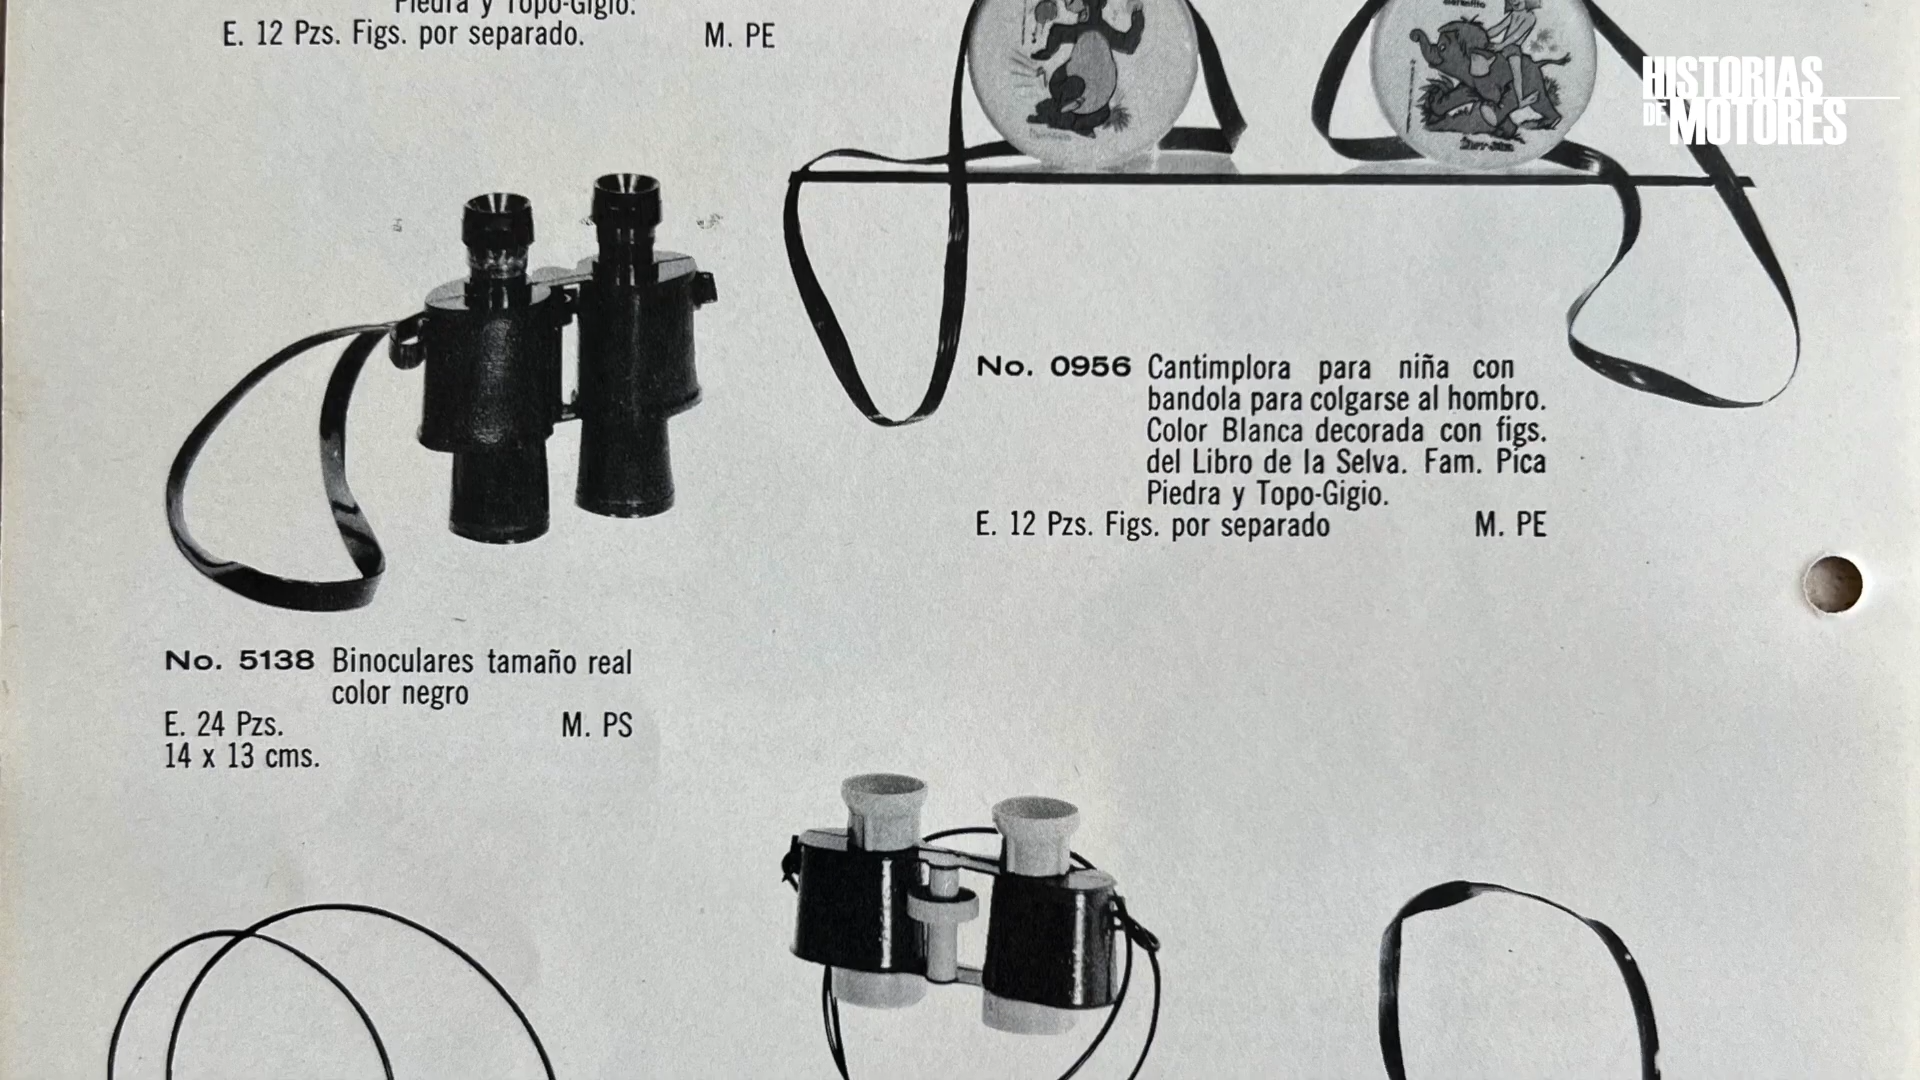 Piedra y Topo-Gigio.
E. 12 Pzs. Figs. por separado. M. PE
HISTORIAS
DE MOTORES
No. 0956 Cantimplora para niña con
bandola para colgarse al hombro.
Color Blanca decorada con figs.
del Libro de la Selva. Fam. Pica
Piedra y Topo-Gigio.
E. 12 Pzs. Figs. por separado M. PE
No. 5138 Binoculares tamaño real
color negro
E. 24 Pzs. M. PS
14 x 13 cms.